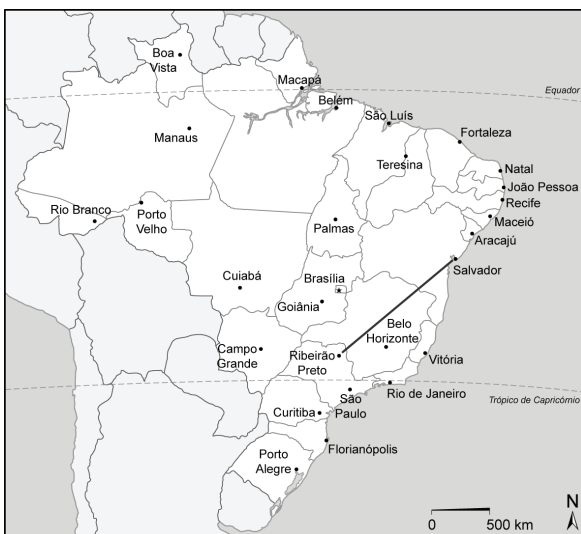 Boa
Vista
Macapá
Equador
Belém
São Luís
Fortaleza
Manaus
Teresina
Natal
João Pessoa
Recife
Rio Branco
Porto
Velho
Palmas
Maceió
Aracajú
Salvador
Cuiabá
Brasília
Goiânia
Belo
Horizonte
Campo
Grande
Ribeirão
Preto
Vitória
São
Paulo
Rio de Janeiro
Trópico de Capricórnio
Curitiba
Florianópolis
Porto
Alegre
N
0
500 km